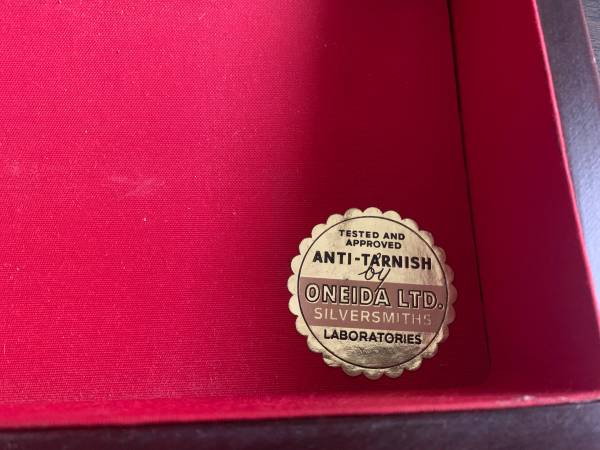 TESTED AND
APPROVED
ANTI-TARNISH
by
ONEIDA LTD.
SILVERSMITHS
LABORATORIES